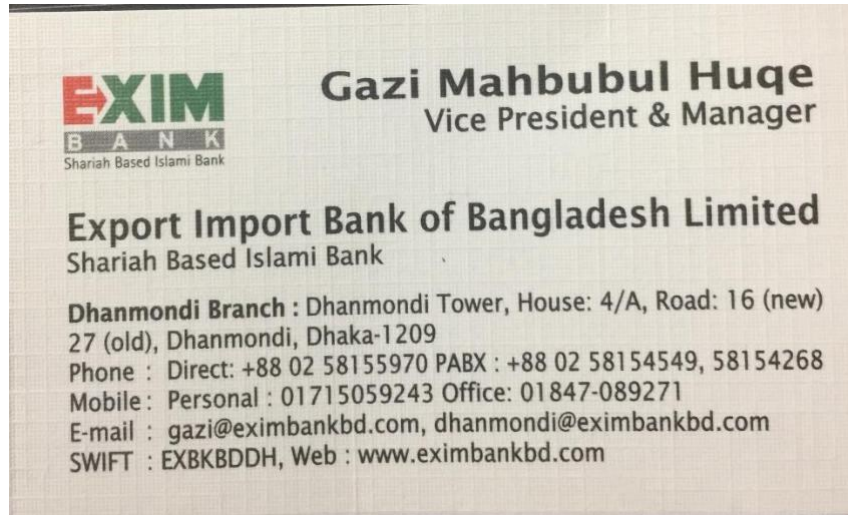 EXIM
BANK
Shariah Based Islami Bank
Gazi Mahbubul Huqe
Vice President & Manager
Export Import Bank of Bangladesh Limited
Shariah Based Islami Bank
Dhanmondi Branch : Dhanmondi Tower, House: 4/A, Road: 16 (new)
27 (old), Dhanmondi, Dhaka-1209
Phone : Direct: +88 02 58155970 PABX : +88 02 58154549, 58154268
Mobile : Personal : 01715059243 Office: 01847-089271
E-mail : gazi@eximbankbd.com, dhanmondi@eximbankbd.com
SWIFT : EXBKBDDH, Web : www.eximbankbd.com